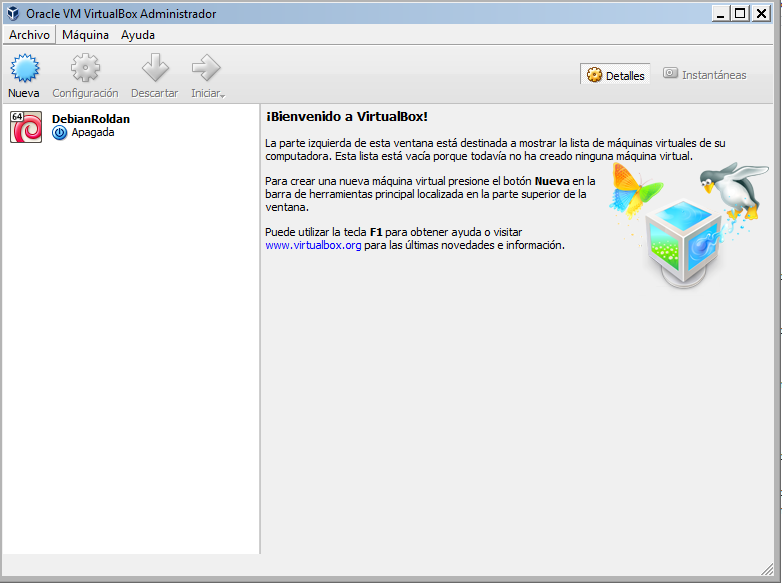 Oracle VM VirtualBox Administrador
Archivo Máquina Ayuda
Nueva Configuración Descartar Iniciar
Detalles Instantáneas
64
DebianRoldan
Apagada
¡Bienvenido a VirtualBox!
La parte izquierda de esta ventana está destinada a mostrar la lista de máquinas virtuales de su
computadora. Esta lista está vacía porque todavía no ha creado ninguna máquina virtual.
Para crear una nueva máquina virtual presione el botón Nueva en la
barra de herramientas principal localizada en la parte superior de la
ventana.
Puede utilizar la tecla F1 para obtener ayuda o visitar
www.virtualbox.org para las últimas novedades e información.